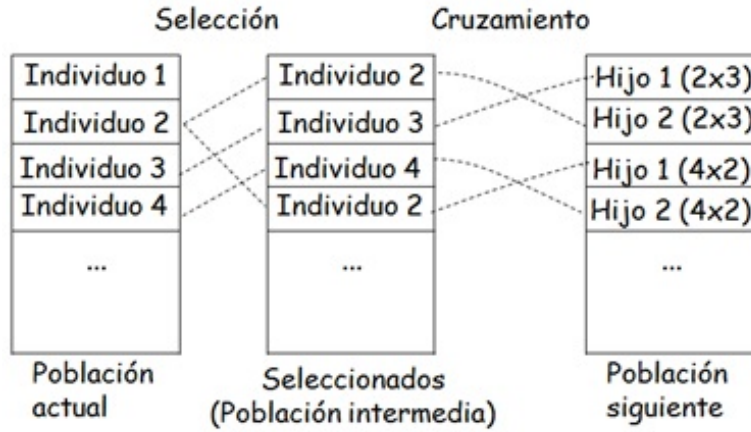 Selección
Cruzamiento
Individuo 1
Individuo 2
Individuo 3
Individuo 4
...
Individuo 2
Individuo 3
Individuo 4
Individuo 2
...
Hijo 1 (2x3)
Hijo 2 (2x3)
Hijo 1 (4x2)
Hijo 2 (4x2)
...
Población
actual
Seleccionados
(Población intermedia)
Población
siguiente